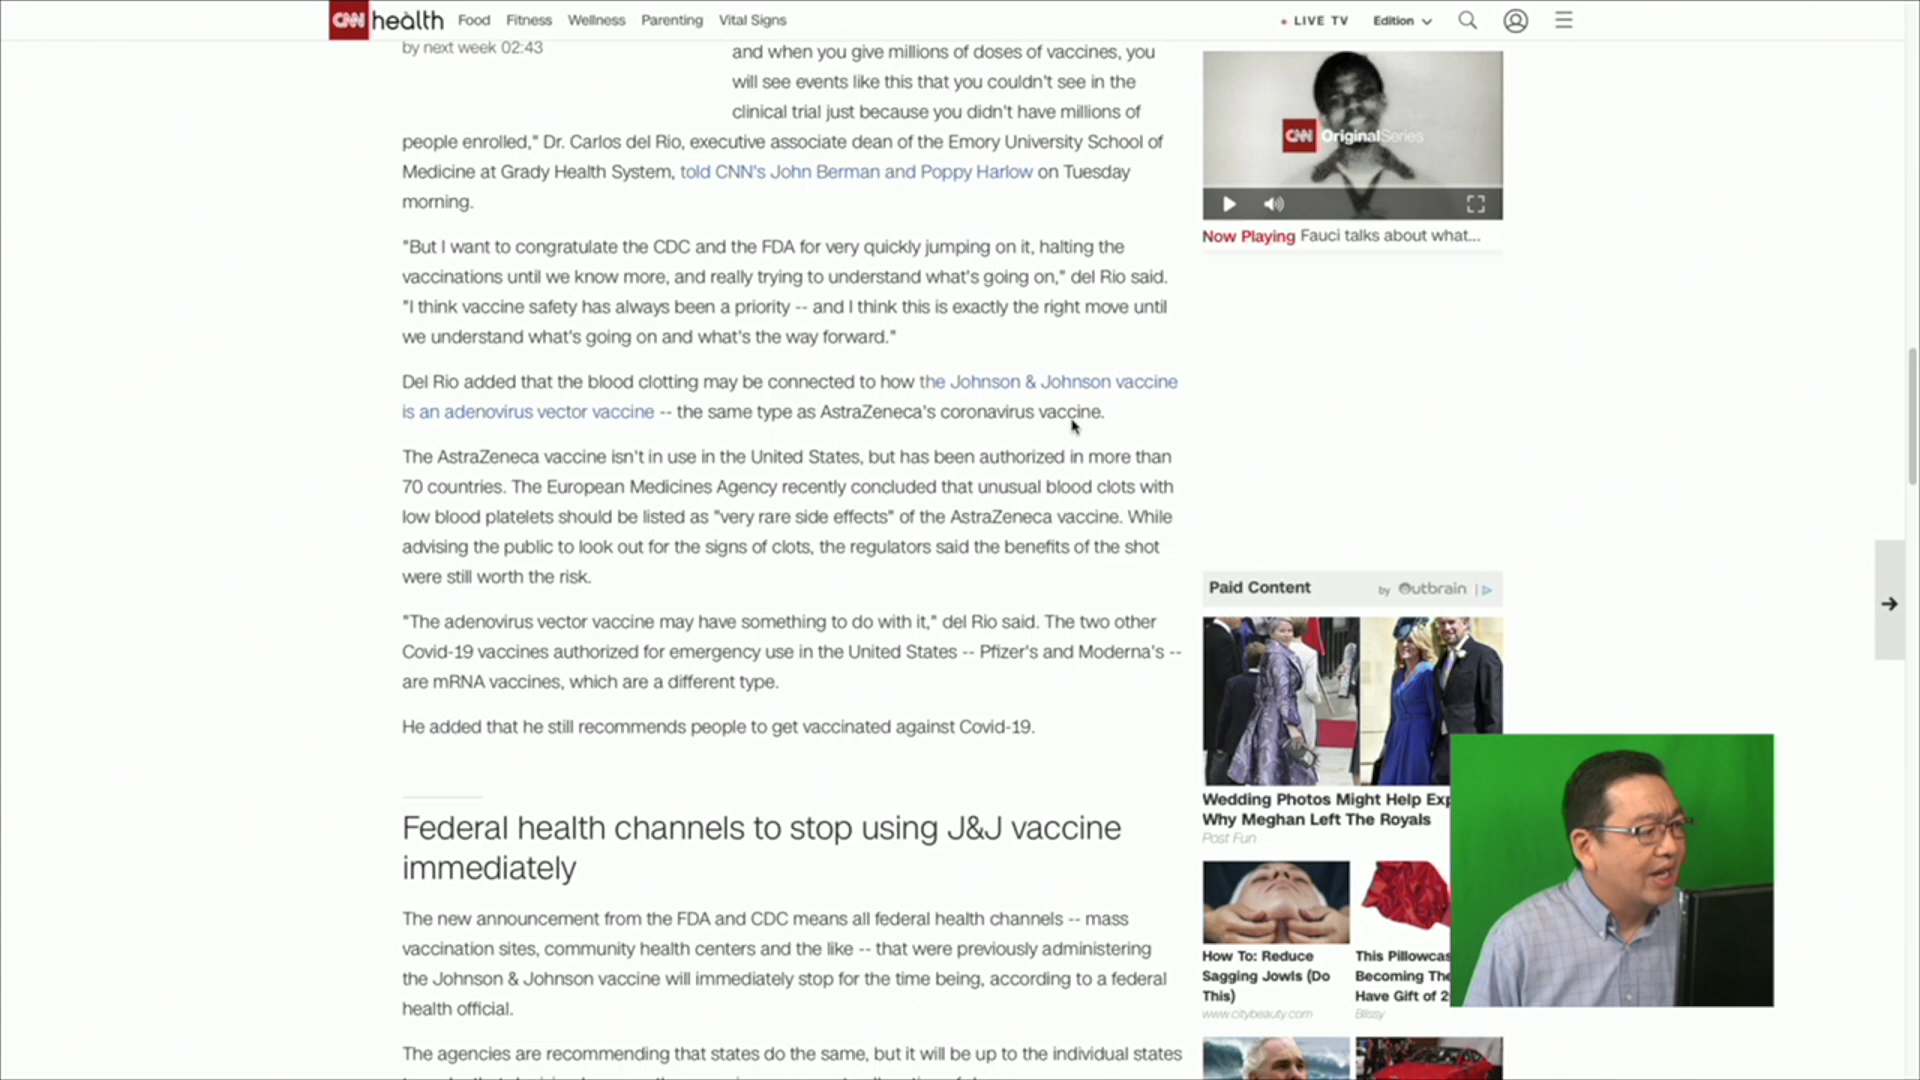 CNN health Food Fitness Wellness Parenting Vital Signs
• LIVE TV Edition
by next week 02:43
and when you give millions of doses of vaccines, you
will see events like this that you couldn't see in the
clinical trial just because you didn't have millions of
people enrolled," Dr. Carlos del Rio, executive associate dean of the Emory University School of
Medicine at Grady Health System, told CNN's John Berman and Poppy Harlow on Tuesday
morning.
"But I want to congratulate the CDC and the FDA for very quickly jumping on it, halting the
vaccinations until we know more, and really trying to understand what's going on," del Rio said.
"I think vaccine safety has always been a priority -- and I think this is exactly the right move until
we understand what's going on and what's the way forward."
Del Rio added that the blood clotting may be connected to how the Johnson & Johnson vaccine
is an adenovirus vector vaccine -- the same type as AstraZeneca's coronavirus vaccine.
The AstraZeneca vaccine isn't in use in the United States, but has been authorized in more than
70 countries. The European Medicines Agency recently concluded that unusual blood clots with
low blood platelets should be listed as "very rare side effects" of the AstraZeneca vaccine. While
advising the public to look out for the signs of clots, the regulators said the benefits of the shot
were still worth the risk.
"The adenovirus vector vaccine may have something to do with it," del Rio said. The two other
Covid-19 vaccines authorized for emergency use in the United States -- Pfizer's and Moderna's --
are mRNA vaccines, which are a different type.
He added that he still recommends people to get vaccinated against Covid-19.
Federal health channels to stop using J&J vaccine
immediately
The new announcement from the FDA and CDC means all federal health channels -- mass
vaccination sites, community health centers and the like -- that were previously administering
the Johnson & Johnson vaccine will immediately stop for the time being, according to a federal
health official.
The agencies are recommending that states do the same, but it will be up to the individual states
CNN Original Series
Now Playing Fauci talks about what...
Paid Content by Outbrain
Wedding Photos Might Help Exp
Why Meghan Left The Royals
Post Fun
How To: Reduce
Sagging Jowls (Do
This)
www.citybeauty.com
This Pillowcas
Becoming The
Have Gift of 2
Blissy